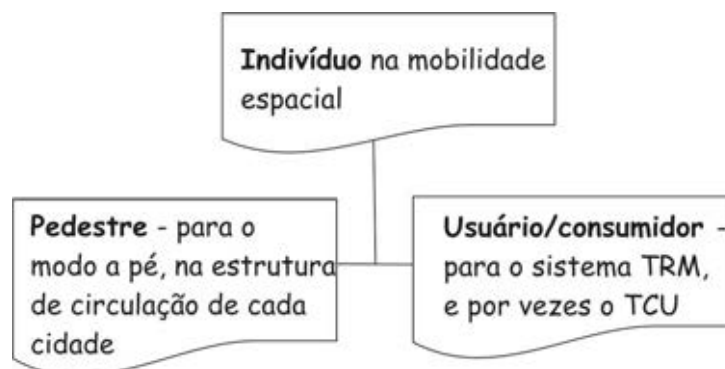 Indivíduo na mobilidade
espacial
Pedestre - para o
modo a pé, na estrutura
de circulação de cada
cidade
Usuário/consumidor -
para o sistema TRM,
e por vezes o TCU